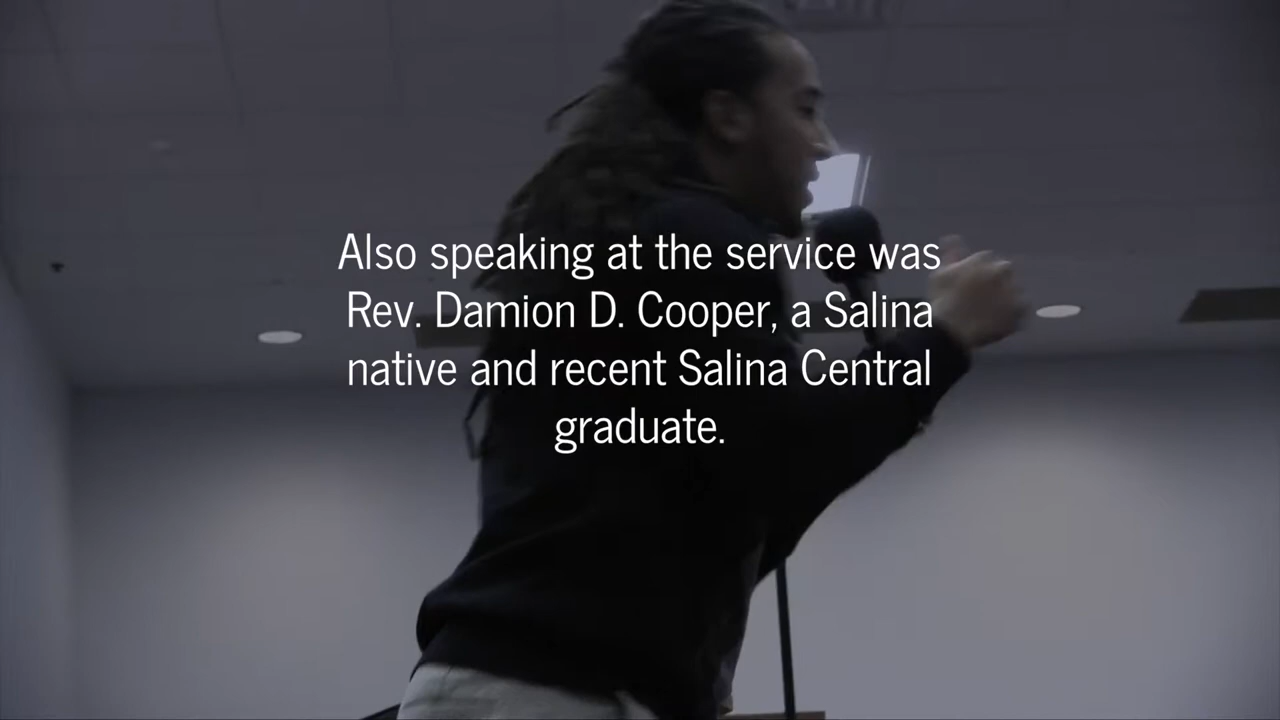 Also speaking at the service was
Rev. Damion D. Cooper, a Salina
native and recent Salina Central
graduate.